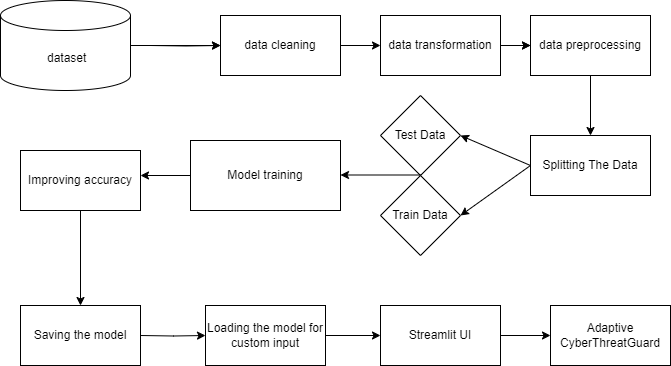 dataset
data cleaning
data transformation
data preprocessing
Test Data
Splitting The Data
Model training
Improving accuracy
Train Data
Saving the model
Loading the model for
custom input
Streamlit UI
Adaptive
CyberThreatGuard